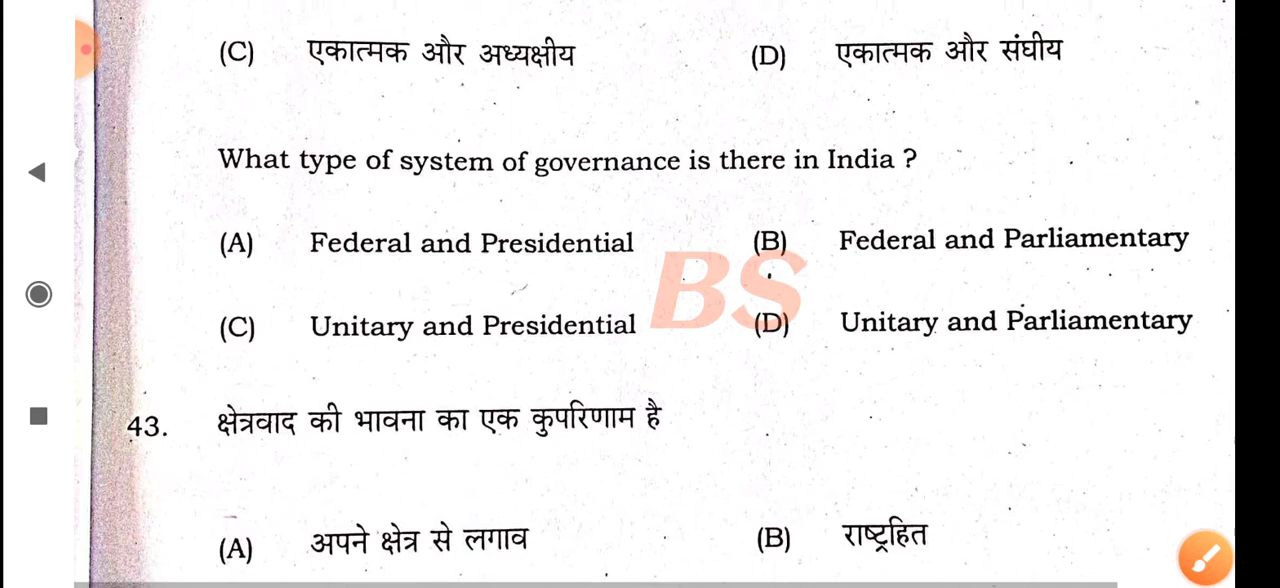 (C) एकात्मक और अध्यक्षीय (D) एकात्मक और संघीय
What type of system of governance is there in India ?
(A) Federal and Presidential (B) Federal and Parliamentary
(C) Unitary and Presidential (D) Unitary and Parliamentary
BS
43. क्षेत्रवाद की भावना का एक कुपरिणाम है
(A) अपने क्षेत्र से लगाव (B) राष्ट्रहित